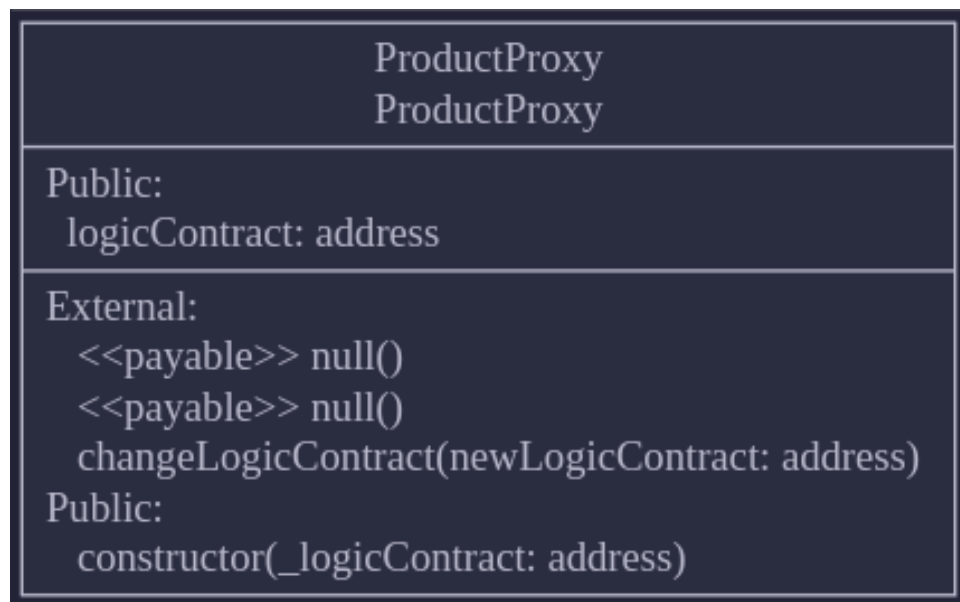 ProductProxy
ProductProxy
Public:
logicContract: address
External:
<<payable>> null()
<<payable>> null()
changeLogicContract(newLogicContract: address)
Public:
constructor(_logicContract: address)